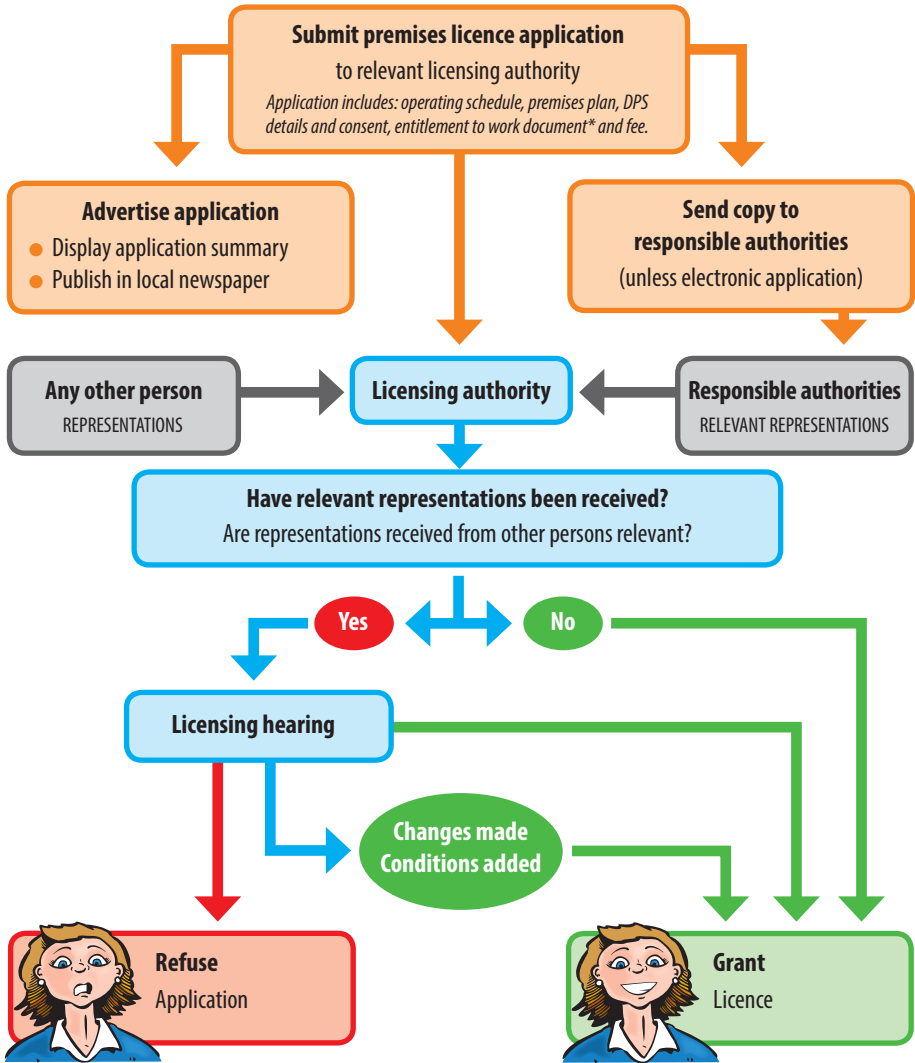 Submit premises licence application
to relevant licensing authority
Application includes: operating schedule, premises plan, DPS
details and consent, entitlement to work document* and fee.
Advertise application
● Display application summary
● Publish in local newspaper
Send copy to
responsible authorities
(unless electronic application)
Any other person
REPRESENTATIONS
Licensing authority
Responsible authorities
RELEVANT REPRESENTATIONS
Have relevant representations been received?
Are representations received from other persons relevant?
Yes
No
Licensing hearing
Changes made
Conditions added
Refuse
Application
Grant
Licence